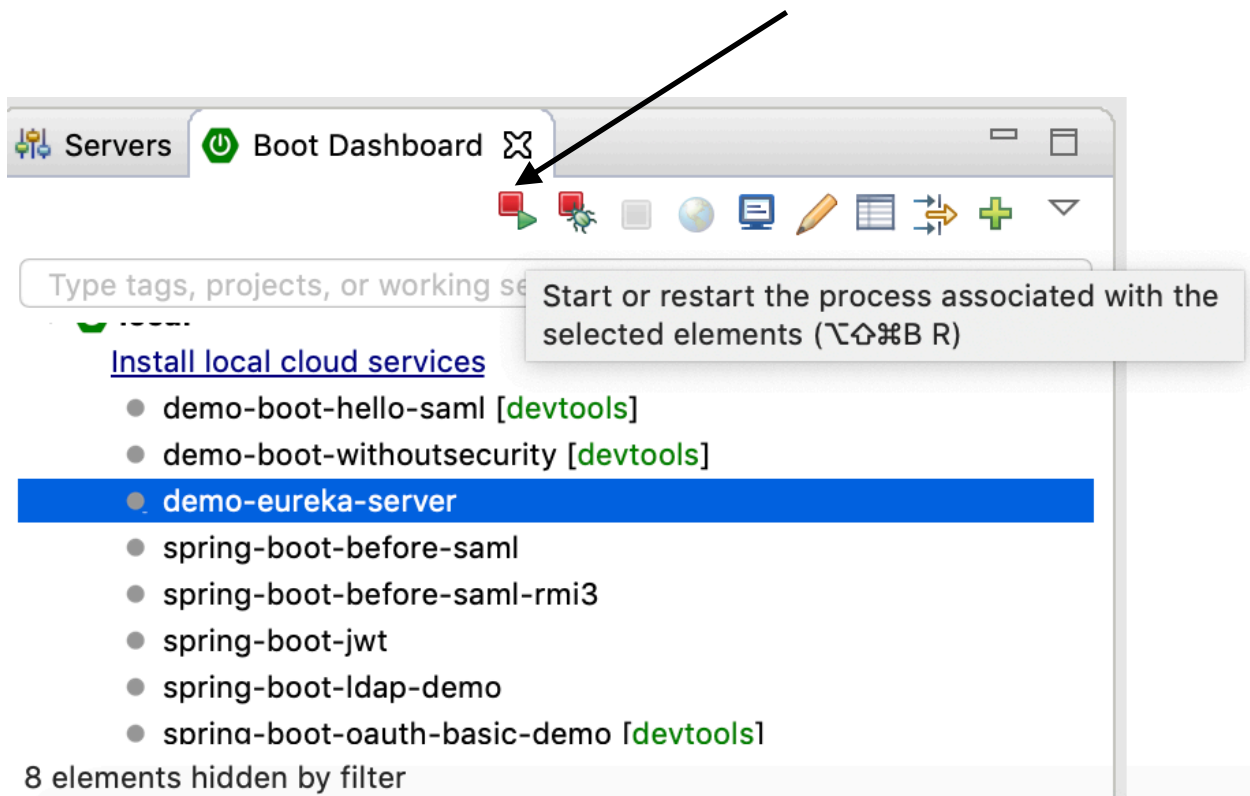 Servers
Boot Dashboard
Type tags, projects, or working se
Start or restart the process associated with the
selected elements (⌥⇧⌘B R)
local
Install local cloud services
demo-boot-hello-saml [devtools]
demo-boot-withoutsecurity [devtools]
demo-eureka-server
spring-boot-before-saml
spring-boot-before-saml-rmi3
spring-boot-jwt
spring-boot-ldap-demo
spring-boot-oauth-basic-demo [devtools]
8 elements hidden by filter